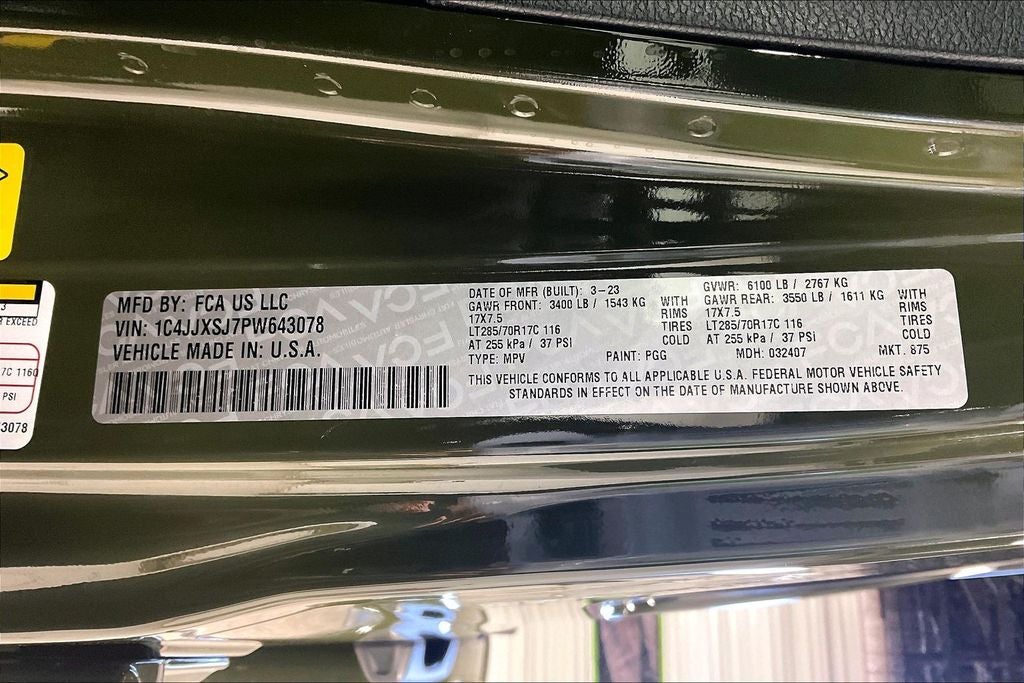 MFD BY: FCA US LLC
VIN: 1C4JJXSJ7PW643078
VEHICLE MADE IN: U.S.A.
DATE OF MFR (BUILT): 3-23
GAWR FRONT: 3400 LB / 1543 KG WITH
17X7.5 RIMS
LT285/70R17C 116 TIRES
AT 255 kPa / 37 PSI COLD
TYPE: MPV PAINT: PGG
GVWR: 6100 LB / 2767 KG
GAWR REAR: 3550 LB / 1611 KG WITH
17X7.5 RIMS
LT285/70R17C 116 TIRES
AT 255 kPa / 37 PSI COLD
MDH: 032407 MKT. 875
THIS VEHICLE CONFORMS TO ALL APPLICABLE U.S.A. FEDERAL MOTOR VEHICLE SAFETY
STANDARDS IN EFFECT ON THE DATE OF MANUFACTURE SHOWN ABOVE.
R EXCEED
7C 116Q
PSI
3078